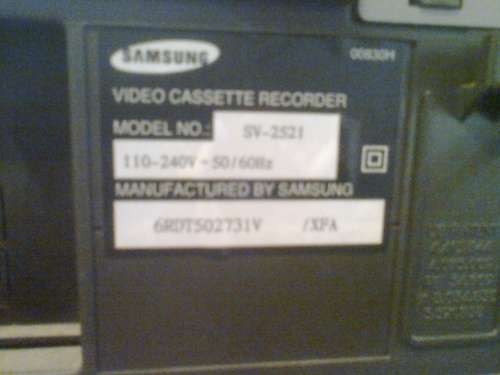 SAMSUNG
00830H
VIDEO CASSETTE RECORDER
MODEL NO.: SV-2521
110-240V~50/60Hz
MANUFACTURED BY SAMSUNG
6RDT502731V /XFA